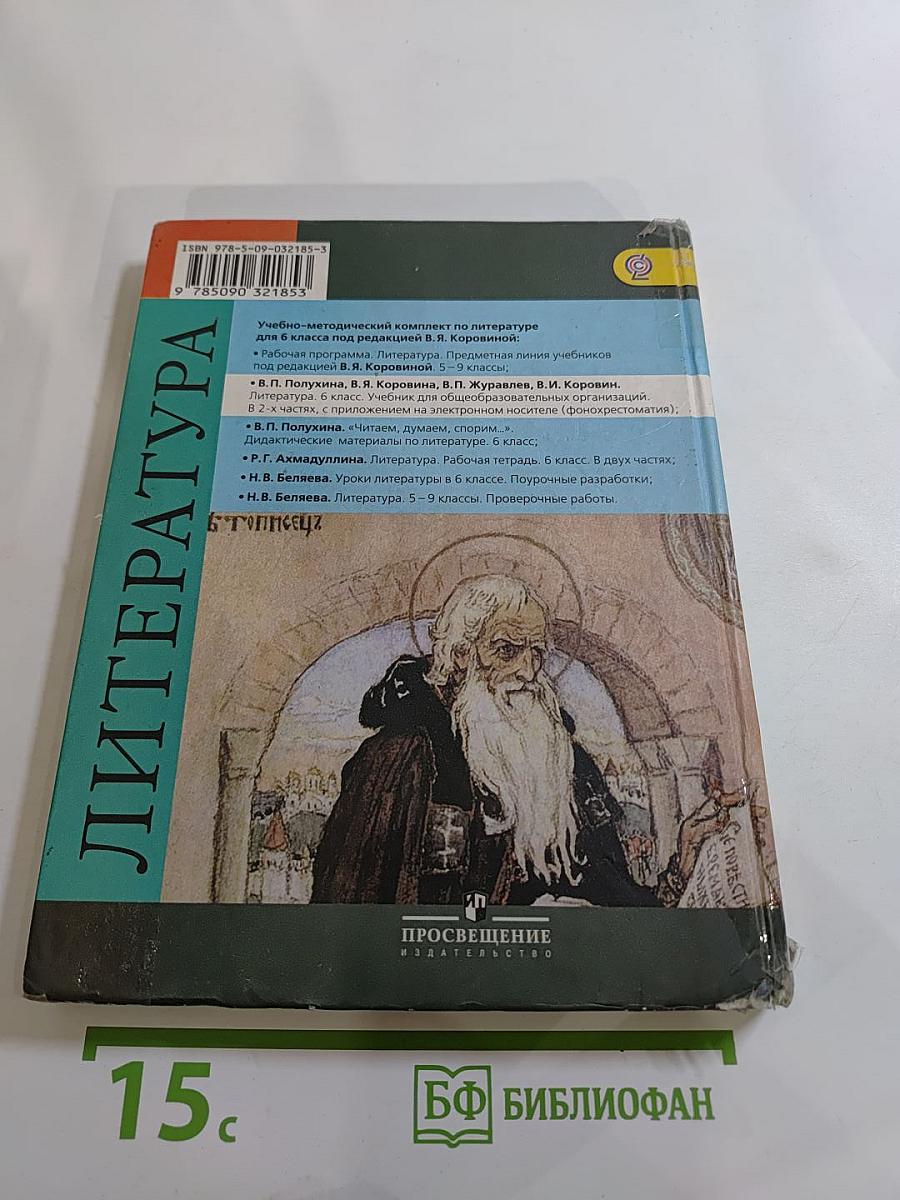 ISBN 978-5-09-032185-3
9 785090 321853
ЛИТЕРАТУРА
Учебно-методический комплект по литературе
для 6 класса под редакцией В.Я. Коровиной:
• Рабочая программа. Литература. Предметная линия учебников
под редакцией В.Я. Коровиной. 5–9 классы;
• В.П. Полухина, В.Я. Коровина, В.П. Журавлев, В.И. Коровин.
Литература. 6 класс. Учебник для общеобразовательных организаций.
В 2-х частях, с приложением на электронном носителе (фонохрестоматия);
• В.П. Полухина. «Читаем, думаем, спорим...».
Дидактические материалы по литературе. 6 класс;
• Р.Г. Ахмадуллина. Литература. Рабочая тетрадь. 6 класс. В двух частях;
• Н.В. Беляева. Уроки литературы в 6 классе. Поурочные разработки;
• Н.В. Беляева. Литература. 5–9 классы. Проверочные работы.
ПРОСВЕЩЕНИЕ
ИЗДАТЕЛЬСТВО
15 с
БФ БИБЛИОФАН